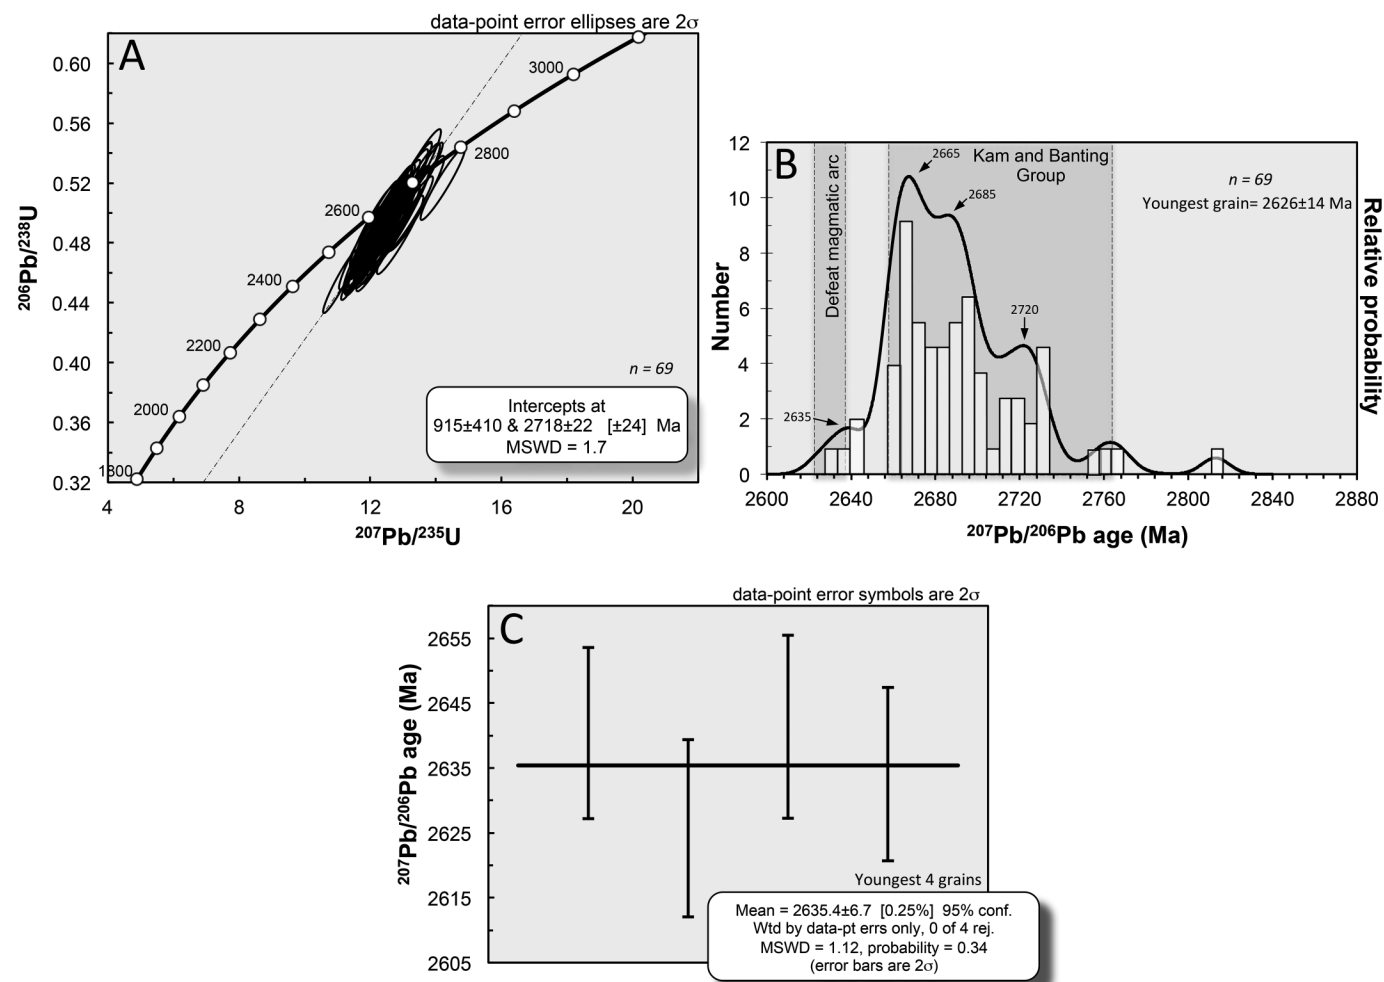 data-point error ellipses are 2σ
A
0.60
0.56
0.52
0.48
0.44
0.40
0.36
0.32
206Pb/238U
3000
2800
2600
2400
2200
2000
1800
n = 69
Intercepts at
915±410 & 2718±22 [±24] Ma
MSWD = 1.7
4
8
12
16
20
207Pb/235U
B
12
10
8
6
4
2
0
Number
Defeat magmatic arc
Kam and Banting
Group
2665
2685
2720
2635
n = 69
Youngest grain= 2626±14 Ma
Relative probability
2600
2640
2680
2720
2760
2800
2840
2880
207Pb/206Pb age (Ma)
data-point error symbols are 2σ
C
2655
2645
2635
2625
2615
2605
207Pb/206Pb age (Ma)
Youngest 4 grains
Mean = 2635.4±6.7 [0.25%] 95% conf.
Wtd by data-pt errs only, 0 of 4 rej.
MSWD = 1.12, probability = 0.34
(error bars are 2σ)